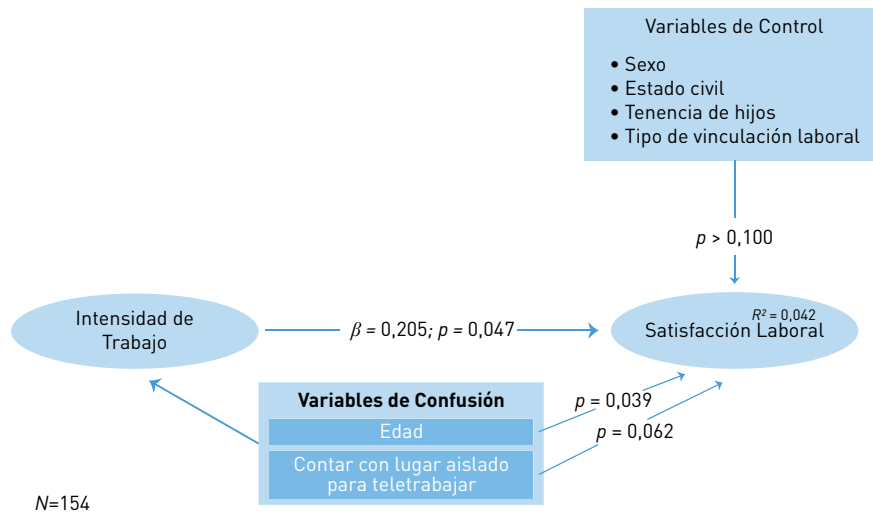 Variables de Control
• Sexo
• Estado civil
• Tenencia de hijos
• Tipo de vinculación laboral
p > 0,100
Intensidad de
Trabajo
β = 0,205; p = 0,047
R² = 0,042
Satisfacción Laboral
Variables de Confusión
Edad
Contar con lugar aislado
para teletrabajar
p = 0,039
p = 0,062
N=154